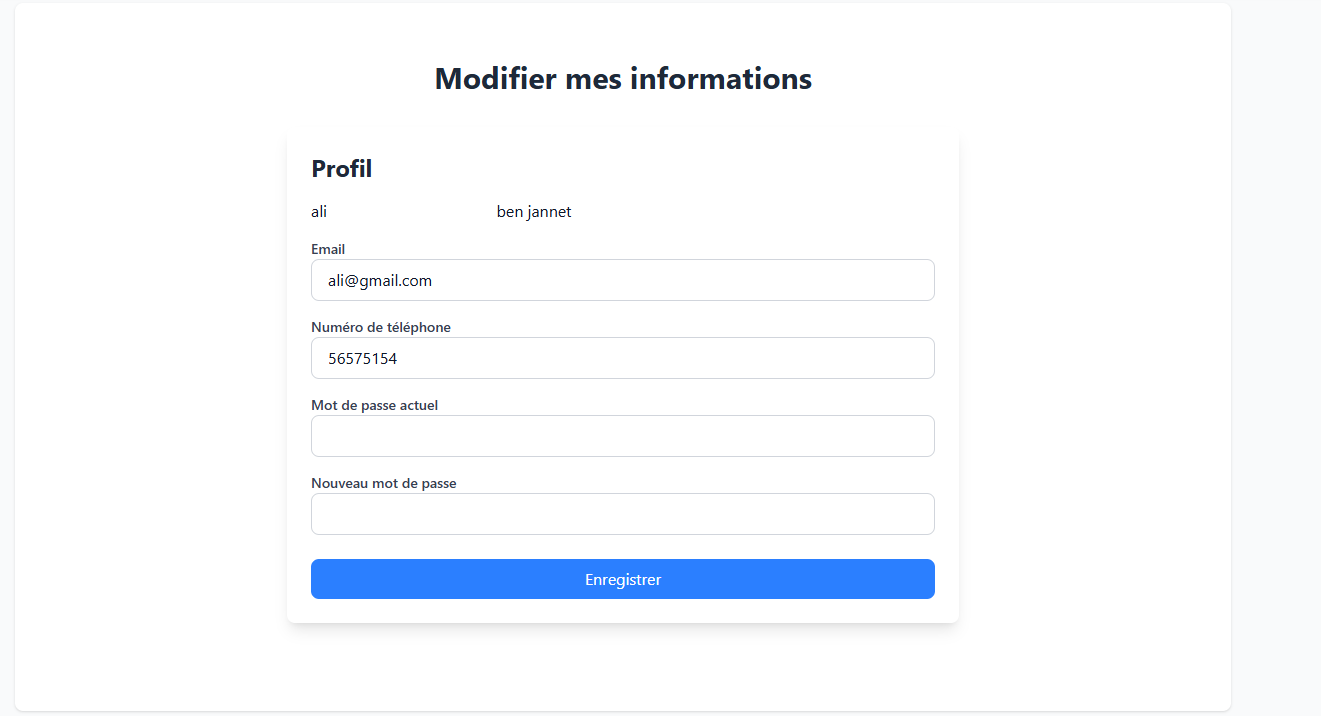 Modifier mes informations
Profil
ali ben jannet
Email
ali@gmail.com
Numéro de téléphone
56575154
Mot de passe actuel
Nouveau mot de passe
Enregistrer